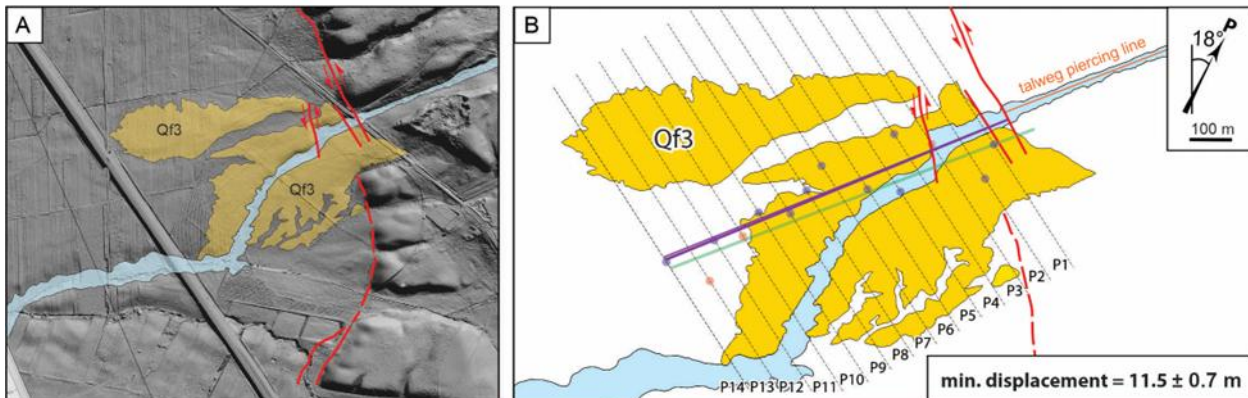 A
Qf3
Qf3
B
18°
P
100 m
talweg piercing line
Qf3
P1
P2
P3
P4
P5
P6
P7
P8
P9
P10
P11
P12
P13
P14
min. displacement = 11.5 ± 0.7 m